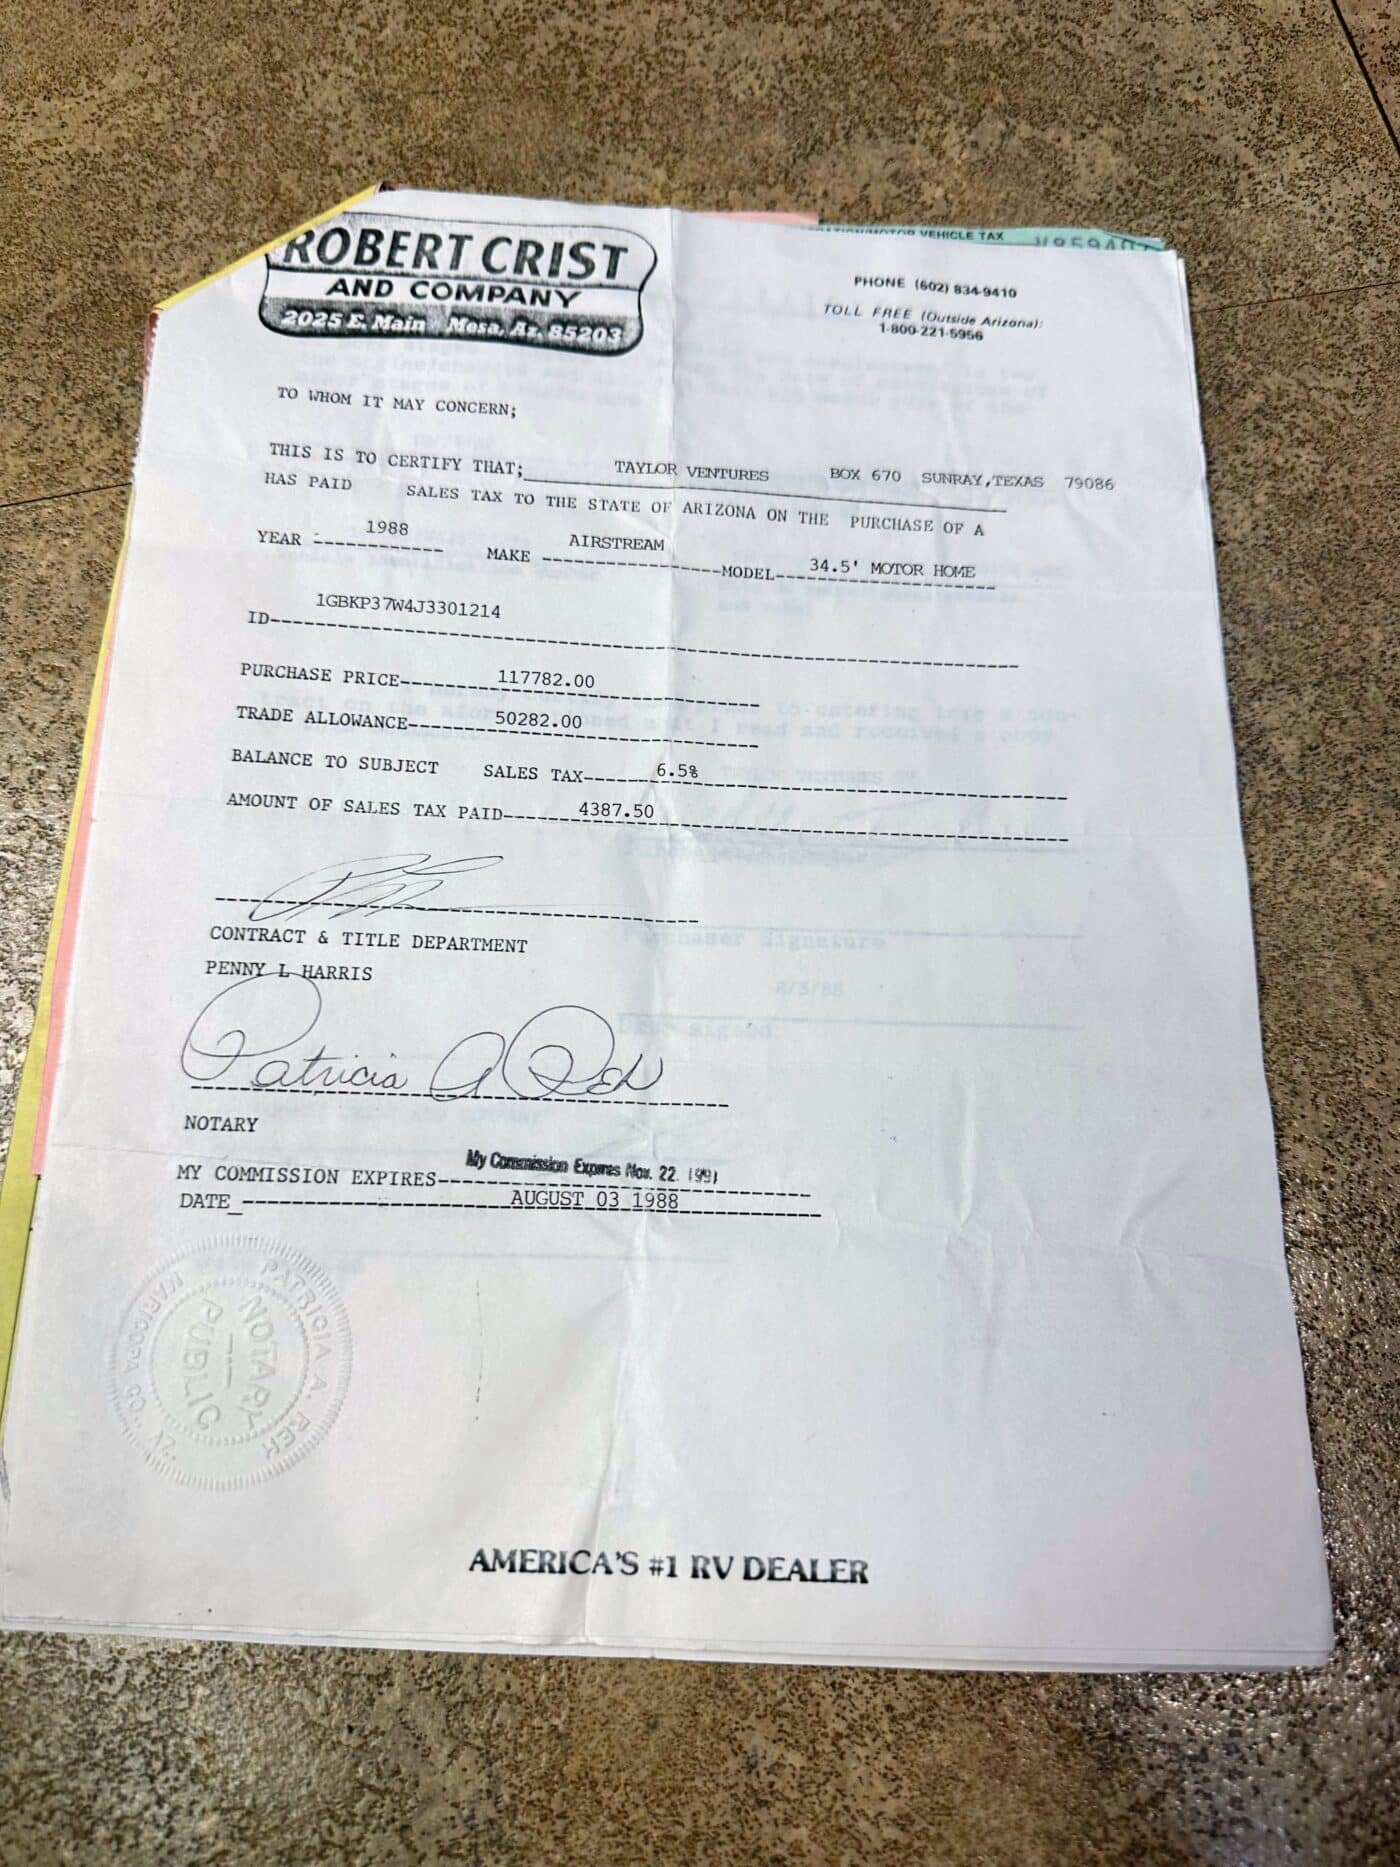 ROBERT CRIST
AND COMPANY
2025 E. Main Mesa, Az. 85203
VEHICLE TAX
PHONE (602) 834-9410
TOLL FREE (Outside Arizona):
1-800-221-5956
TO WHOM IT MAY CONCERN;
THIS IS TO CERTIFY THAT; TAYLOR VENTURES BOX 670 SUNRAY,TEXAS 79086
HAS PAID SALES TAX TO THE STATE OF ARIZONA ON THE PURCHASE OF A
YEAR 1988 MAKE AIRSTREAM MODEL 34.5' MOTOR HOME
ID 1GBKP37W4J3301214
PURCHASE PRICE 117782.00
TRADE ALLOWANCE 50282.00
BALANCE TO SUBJECT SALES TAX 6.5%
AMOUNT OF SALES TAX PAID 4387.50
CONTRACT & TITLE DEPARTMENT
PENNY L HARRIS
Patricia A Reh
NOTARY
MY COMMISSION EXPIRES My Commission Expires Nov. 22, 1991
DATE AUGUST 03 1988
PATRICIA A. REH
NOTARY
PUBLIC
MARICOPA CO.
AMERICA'S #1 RV DEALER